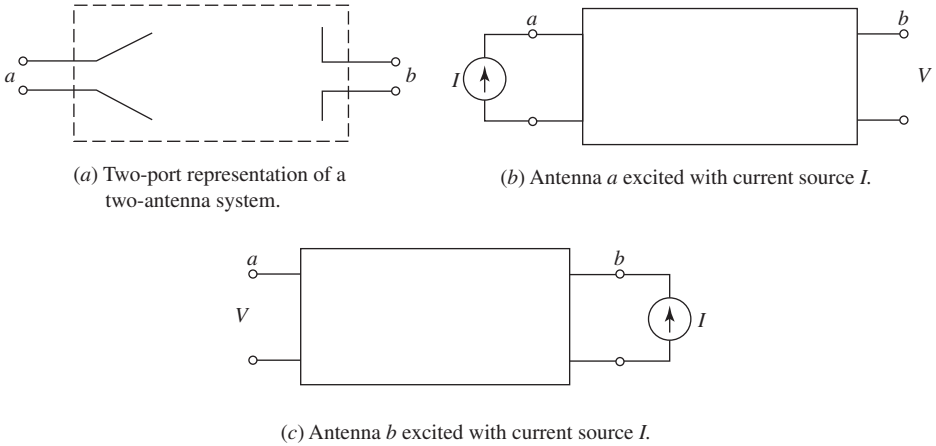 a
b
(a) Two-port representation of a
two-antenna system.
a
I
b
V
(b) Antenna a excited with current source I.
a
V
b
I
(c) Antenna b excited with current source I.